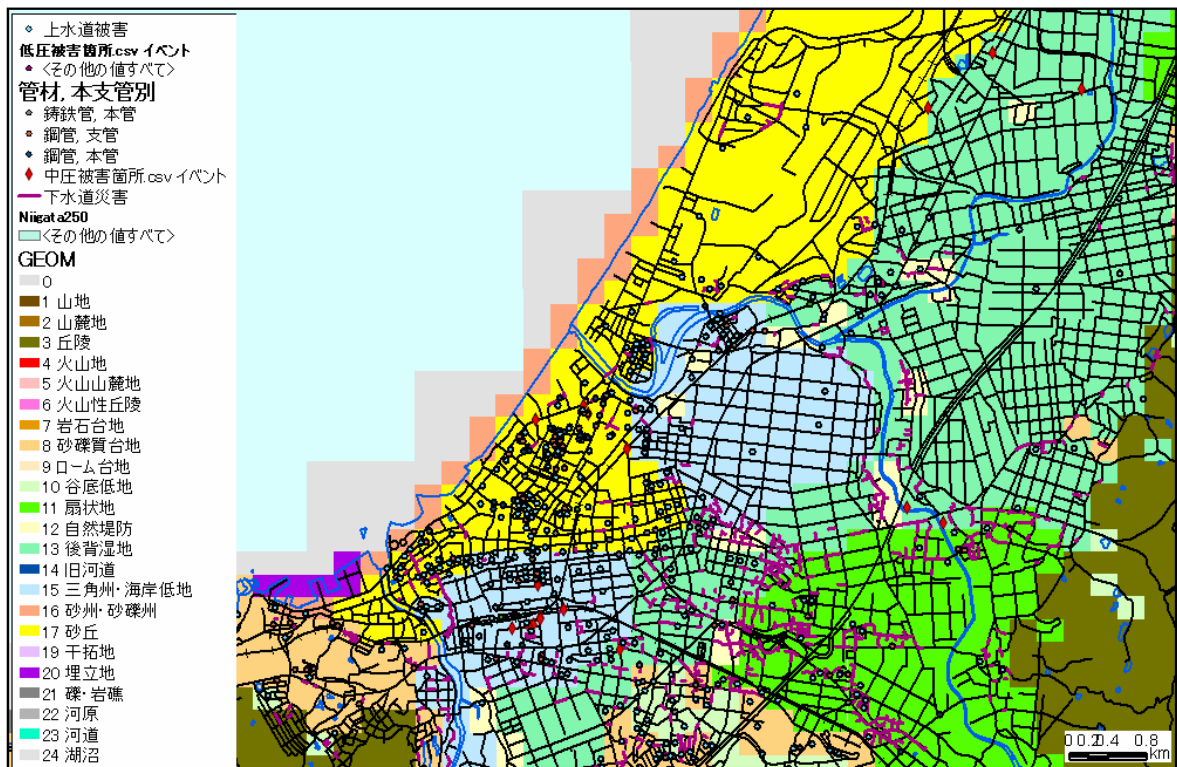 上水道被害
低圧被害箇所.csv イベント
<その他の値すべて>
管材, 本支管別
鋳鉄管, 本管
鋼管, 支管
鋼管, 本管
中圧被害箇所.csv イベント
下水道災害
Niigata250
<その他の値すべて>
GEOM
0
1 山地
2 山麓地
3 丘陵
4 火山地
5 火山山麓地
6 火山性丘陵
7 岩石台地
8 砂礫質台地
9 ローム台地
10 谷底低地
11 扇状地
12 自然堤防
13 後背湿地
14 旧河道
15 三角州・海岸低地
16 砂州・砂礫州
17 砂丘
19 干拓地
20 埋立地
21 礫・岩礁
22 河原
23 河道
24 湖沼
0 0.2 0.4 0.8
km